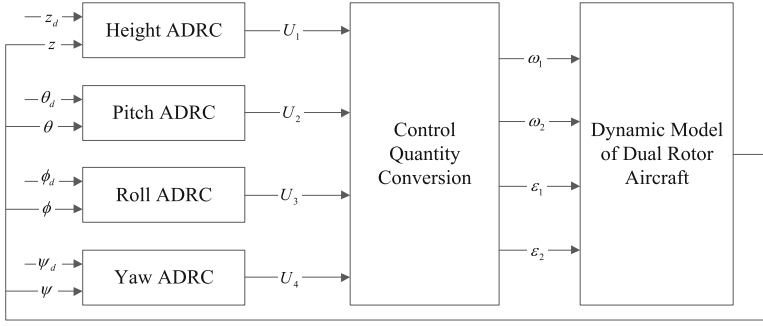 z_d
z
Height ADRC
U_1
θ_d
θ
Pitch ADRC
U_2
ϕ_d
ϕ
Roll ADRC
U_3
ψ_d
ψ
Yaw ADRC
U_4
Control
Quantity
Conversion
ω_1
ω_2
ε_1
ε_2
Dynamic Model
of Dual Rotor
Aircraft